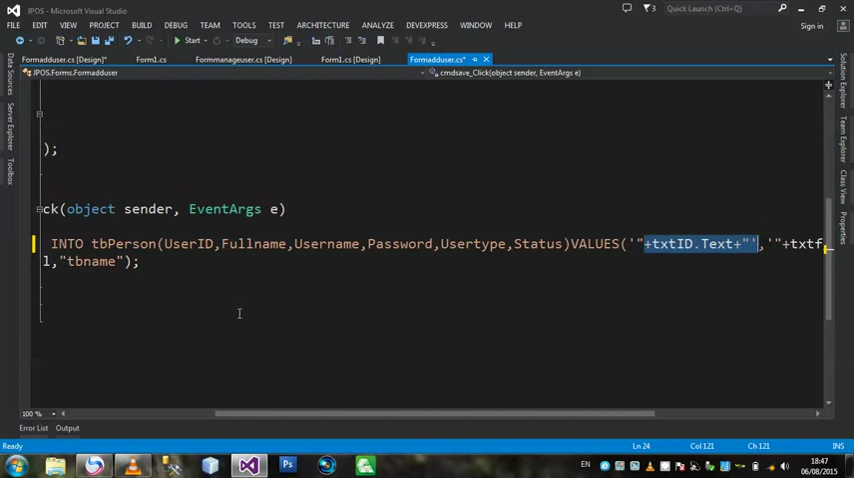 JPOS - Microsoft Visual Studio
Quick Launch (Ctrl+Q)
FILE EDIT VIEW PROJECT BUILD DEBUG TEAM TOOLS TEST ARCHITECTURE ANALYZE DEVEXPRESS WINDOW HELP
Sign in
Start Debug
Formadduser.cs [Design]* Form1.cs Formmanageuser.cs [Design] Form1.cs [Design] Formadduser.cs*
JPOS.Forms.Formadduser cmdsave_Click(object sender, EventArgs e)
);
ck(object sender, EventArgs e)
INTO tbPerson(UserID,Fullname,Username,Password,Usertype,Status)VALUES('"+txtID.Text+"','"+txtf
l,"tbname");
Data Sources
Server Explorer
Toolbox
Solution Explorer
Team Explorer
Class View
Properties
100 %
Error List Output
Ready Ln 24 Col 121 Ch 121 INS
EN 18:47
06/08/2015